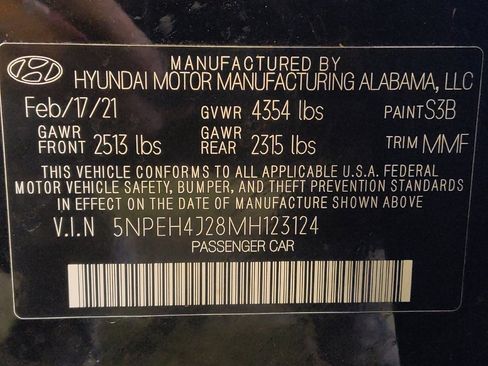 MANUFACTURED BY
HYUNDAI MOTOR MANUFACTURING ALABAMA, LLC
Feb/17/21 GVWR 4354 lbs PAINT S3B
GAWR FRONT 2513 lbs GAWR REAR 2315 lbs TRIM MMF
THIS VEHICLE CONFORMS TO ALL APPLICABLE U.S.A. FEDERAL
MOTOR VEHICLE SAFETY, BUMPER, AND THEFT PREVENTION STANDARDS
IN EFFECT ON THE DATE OF MANUFACTURE SHOWN ABOVE.
V.I.N 5NPEH4J28MH123124
PASSENGER CAR